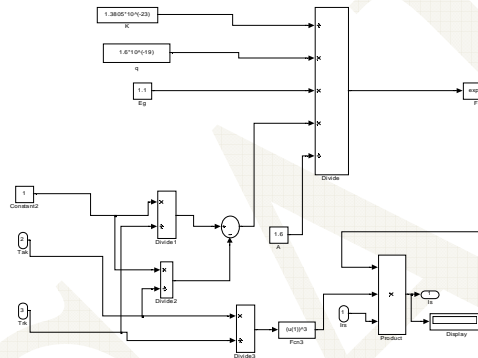 1.3805*10^(-23)
K
1.6*10^(-19)
q
1.1
Eg
exp
F
Divide
1
Constant2
Divide1
1.6
A
2
Tak
Divide2
3
Trk
Divide3
(u(1))^3
Fcn3
1
Irs
Product
1
Is
Display